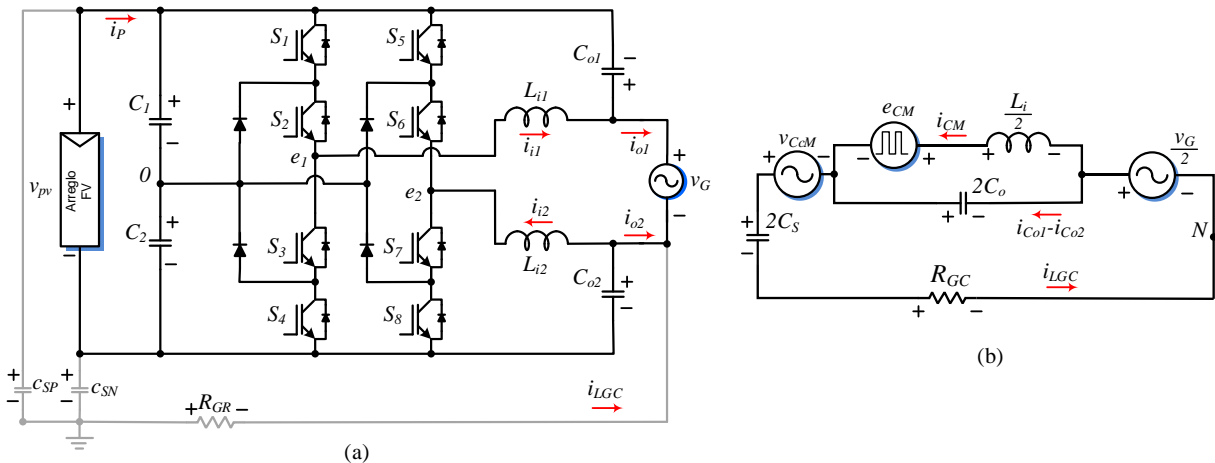 i_P
S_1
S_5
C_o1
C_1
L_i1
S_2
S_6
i_i1
i_o1
e_1
v_pv
Arreglo
FV
0
e_2
v_G
i_i2
i_o2
C_2
S_3
S_7
L_i2
C_o2
S_4
S_8
c_SP
c_SN
R_GR
i_LGC
(a)
e_CM
i_CM
L_i
2
v_CcM
v_G
2
2C_o
2C_S
i_Co1-i_Co2
N
R_GC
i_LGC
(b)